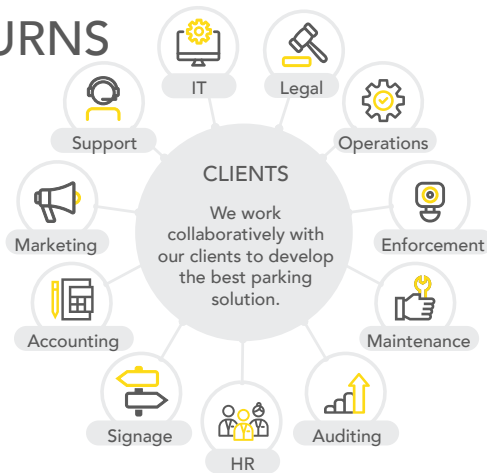 URNS
IT
Legal
Support
Operations
CLIENTS
We work
collaboratively with
our clients to develop
the best parking
solution.
Marketing
Enforcement
Accounting
Maintenance
Signage
Auditing
HR